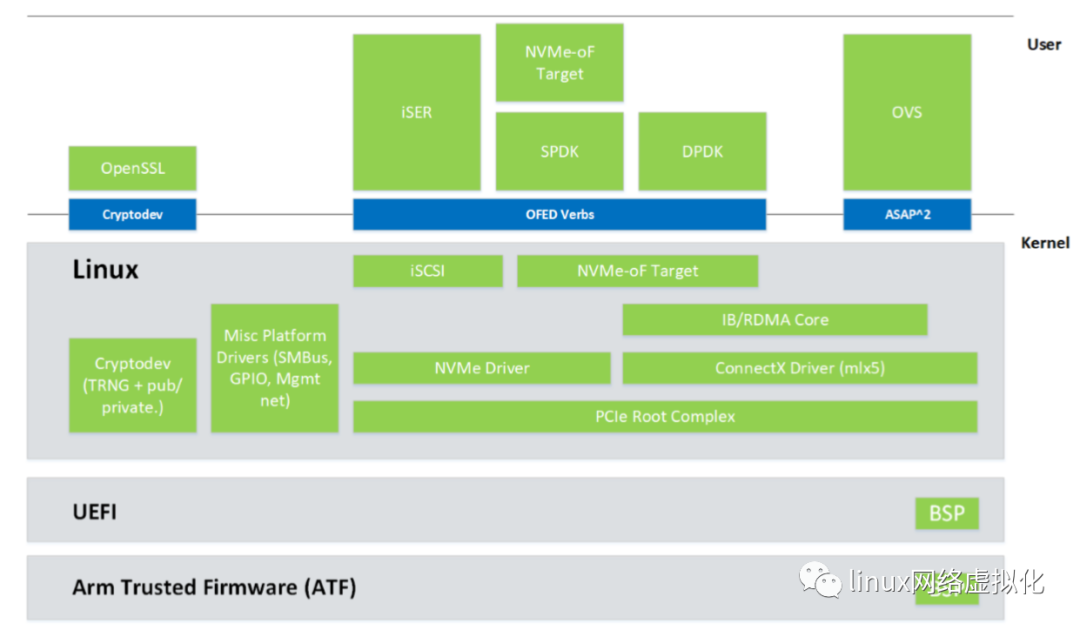 User
NVMe-oF
Target
iSER
OVS
SPDK
DPDK
OpenSSL
Cryptodev
OFED Verbs
ASAP^2
Kernel
Linux
iSCSI
NVMe-oF Target
IB/RDMA Core
Misc Platform
Drivers (SMBus,
GPIO, Mgmt
net)
Cryptodev
(TRNG + pub/
private.)
NVMe Driver
ConnectX Driver (mlx5)
PCIe Root Complex
UEFI
BSP
Arm Trusted Firmware (ATF)
linux网络虚拟化